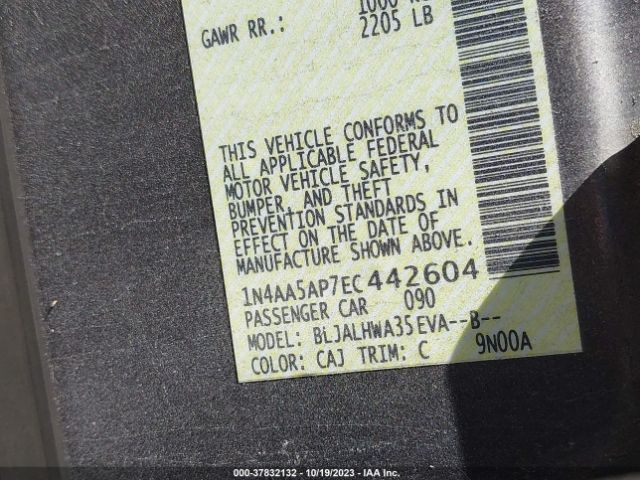 GAWR RR.: 1000
2205 LB
THIS VEHICLE CONFORMS TO
ALL APPLICABLE FEDERAL
MOTOR VEHICLE SAFETY,
BUMPER, AND THEFT
PREVENTION STANDARDS IN
EFFECT ON THE DATE OF
MANUFACTURE SHOWN ABOVE.
1N4AA5AP7EC442604
PASSENGER CAR 090
MODEL: BLJALHWA35EVA--B--
COLOR: CAJ TRIM: C 9N00A
000-37832132 - 10/19/2023 - IAA Inc.